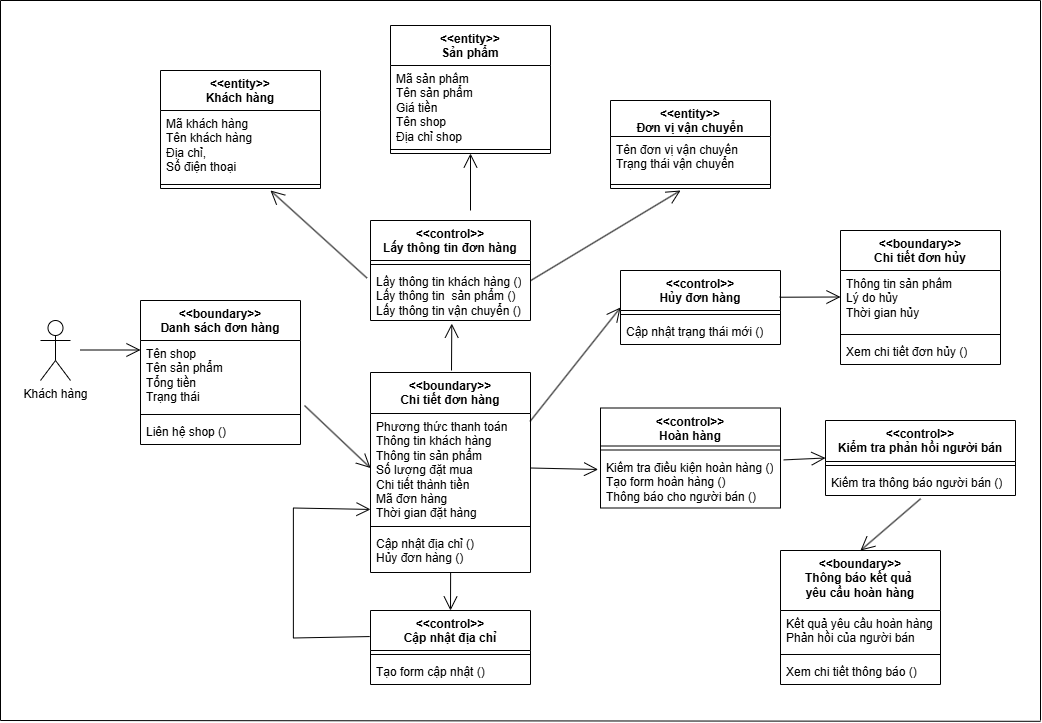 <<entity>>
Sản phẩm
Mã sản phẩm
Tên sản phẩm
Giá tiền
Tên shop
Địa chỉ shop
<<entity>>
Khách hàng
Mã khách hàng
Tên khách hàng
Địa chỉ,
Số điện thoại
<<entity>>
Đơn vị vận chuyển
Tên đơn vị vận chuyển
Trạng thái vận chuyển
<<control>>
Lấy thông tin đơn hàng
Lấy thông tin khách hàng ()
Lấy thông tin sản phẩm ()
Lấy thông tin vận chuyển ()
<<boundary>>
Chi tiết đơn hủy
Thông tin sản phẩm
Lý do hủy
Thời gian hủy
Xem chi tiết đơn hủy ()
<<control>>
Hủy đơn hàng
Cập nhật trạng thái mới ()
<<boundary>>
Danh sách đơn hàng
Tên shop
Tên sản phẩm
Tổng tiền
Trạng thái
Liên hệ shop ()
Khách hàng
<<boundary>>
Chi tiết đơn hàng
Phương thức thanh toán
Thông tin khách hàng
Thông tin sản phẩm
Số lượng đặt mua
Chi tiết thành tiền
Mã đơn hàng
Thời gian đặt hàng
Cập nhật địa chỉ ()
Hủy đơn hàng ()
<<control>>
Hoàn hàng
Kiểm tra điều kiện hoàn hàng ()
Tạo form hoàn hàng ()
Thông báo cho người bán ()
<<control>>
Kiểm tra phản hồi người bán
Kiểm tra thông báo người bán ()
<<boundary>>
Thông báo kết quả
yêu cầu hoàn hàng
Kết quả yêu cầu hoàn hàng
Phản hồi của người bán
Xem chi tiết thông báo ()
<<control>>
Cập nhật địa chỉ
Tạo form cập nhật ()